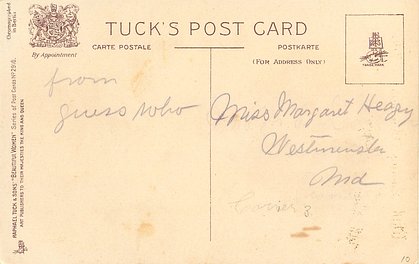 TUCK'S POST CARD
CARTE POSTALE
POSTKARTE
(FOR ADDRESS ONLY)
By Appointment
Chromographed in Berlin
RAPHAEL TUCK & SONS' "BEAUTIFUL WOMEN" Series of Post Cards Nº
ART PUBLISHERS TO THEIR MAJESTIES THE KING AND QUEEN
from
guess who
Miss Margaret
Westminster
Md
10